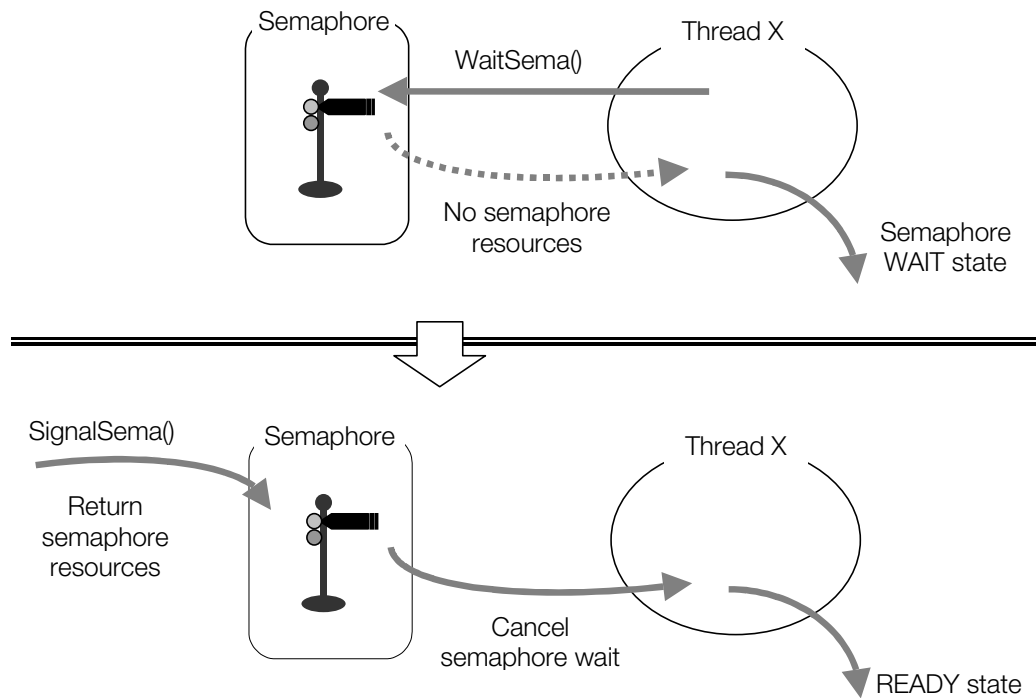 Semaphore
Thread X
WaitSema()
No semaphore
resources
Semaphore
WAIT state
SignalSema()
Semaphore
Thread X
Return
semaphore
resources
Cancel
semaphore wait
READY state